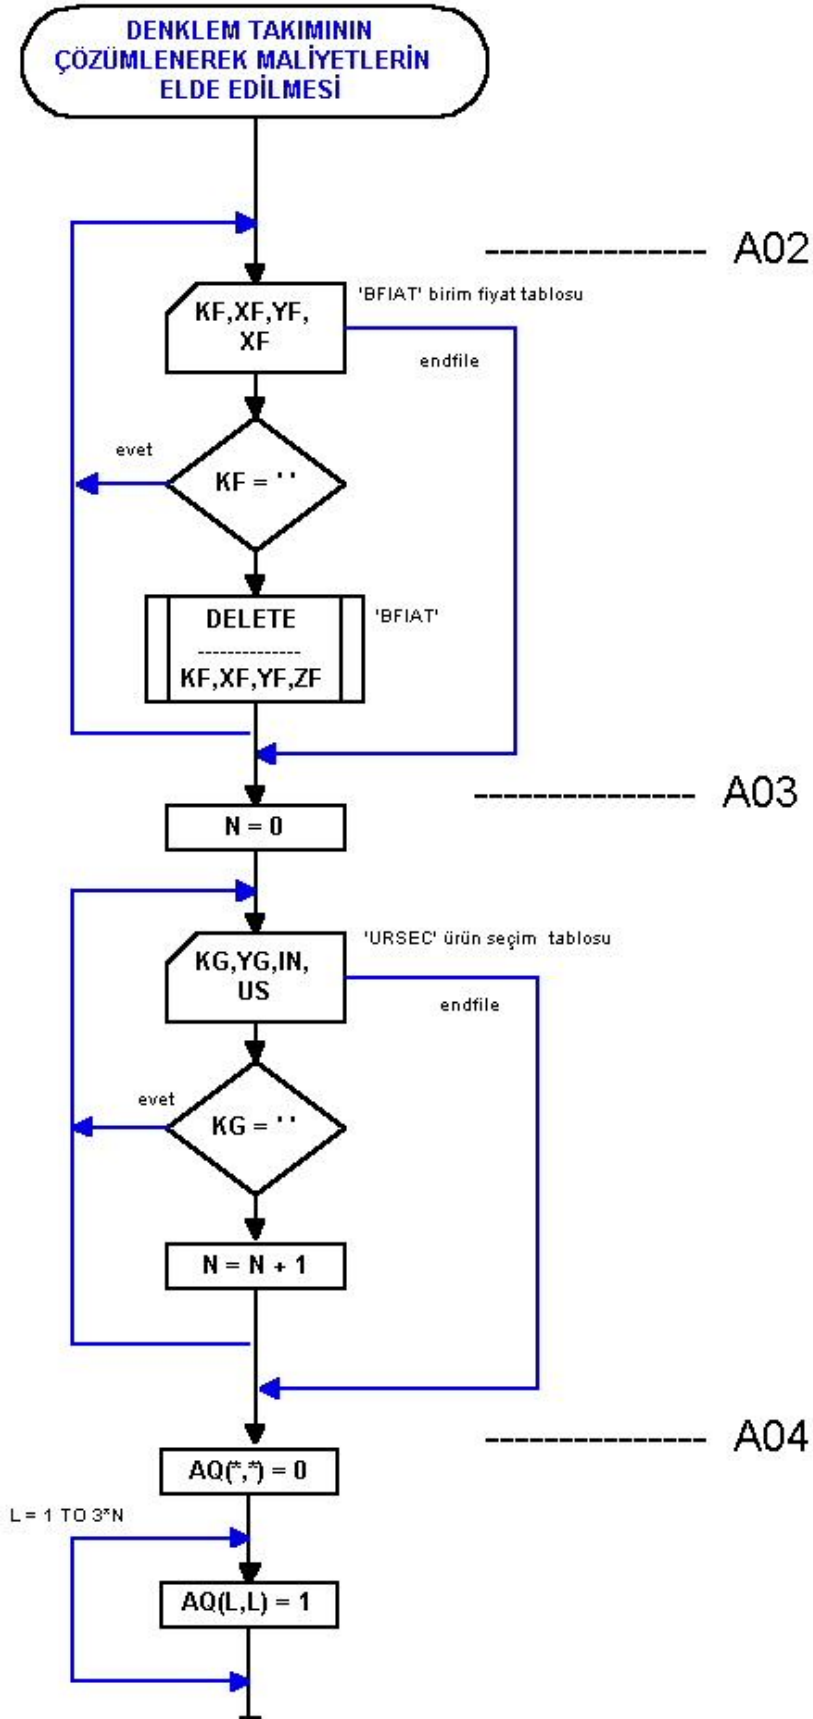 DENKLEM TAKIMININ
ÇÖZÜMLENEREK MALİYETLERİN
ELDE EDİLMESİ
--------------- A02
'BFIAT' birim fiyat tablosu
KF,XF,YF,
XF
endfile
evet
KF = ' '
DELETE
'BFIAT'
---------------
KF,XF,YF,ZF
--------------- A03
N = 0
'URSEC' ürün seçim tablosu
KG,YG,IN,
US
endfile
evet
KG = ' '
N = N + 1
--------------- A04
AQ(*,*) = 0
L = 1 TO 3*N
AQ(L,L) = 1